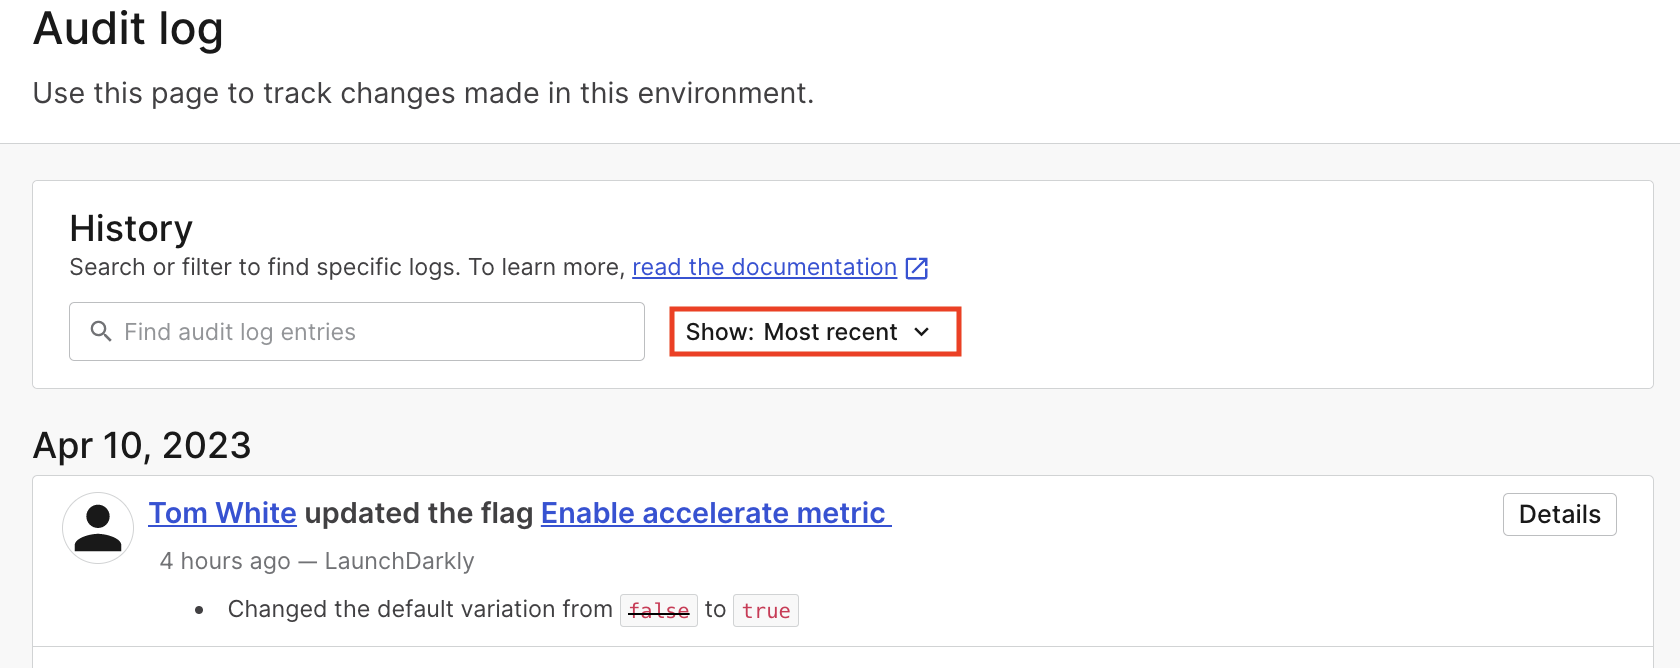 Audit log
Use this page to track changes made in this environment.
History
Search or filter to find specific logs. To learn more, read the documentation
Find audit log entries
Show: Most recent
Apr 10, 2023
Tom White updated the flag Enable accelerate metric
Details
4 hours ago — LaunchDarkly
• Changed the default variation from false to true